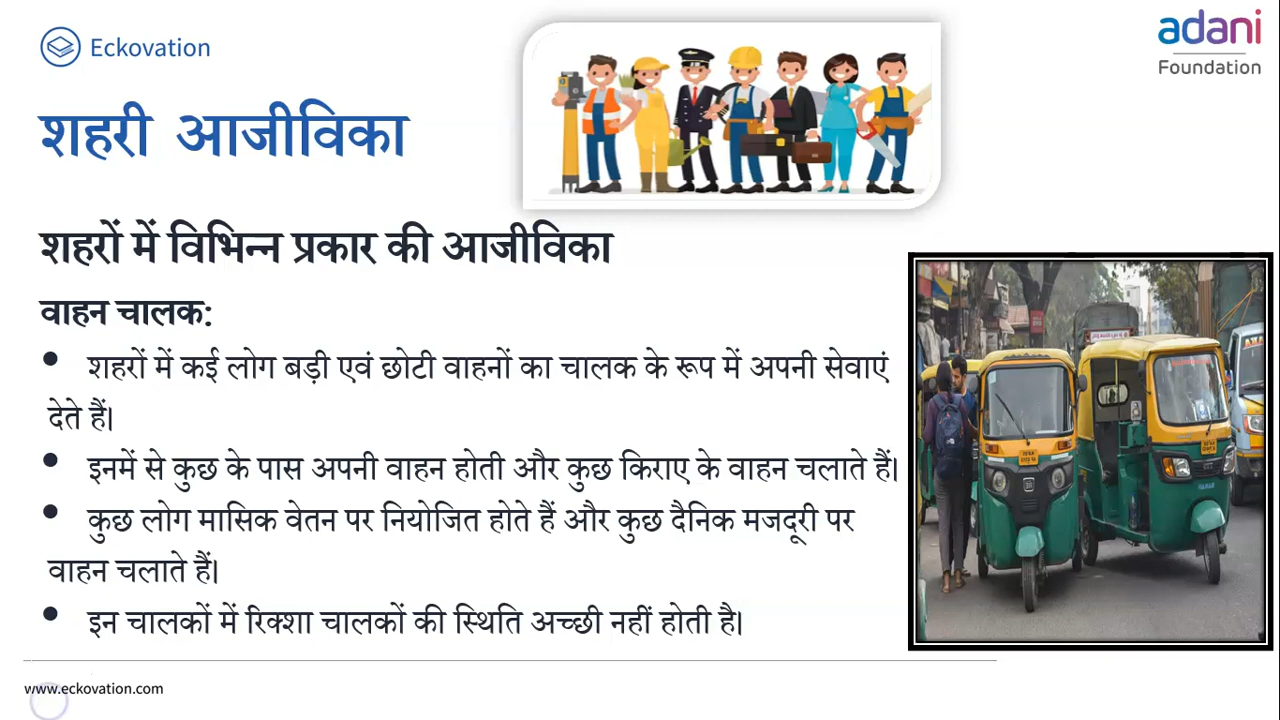 Eckovation
adani
Foundation
शहरी आजीविका
शहरों में विभिन्न प्रकार की आजीविका
वाहन चालक:
• शहरों में कई लोग बड़ी एवं छोटी वाहनों का चालक के रूप में अपनी सेवाएं
देते हैं।
• इनमें से कुछ के पास अपनी वाहन होती और कुछ किराए के वाहन चलाते हैं।
• कुछ लोग मासिक वेतन पर नियोजित होते हैं और कुछ दैनिक मजदूरी पर
वाहन चलाते हैं।
• इन चालकों में रिक्शा चालकों की स्थिति अच्छी नहीं होती है।
www.eckovation.com